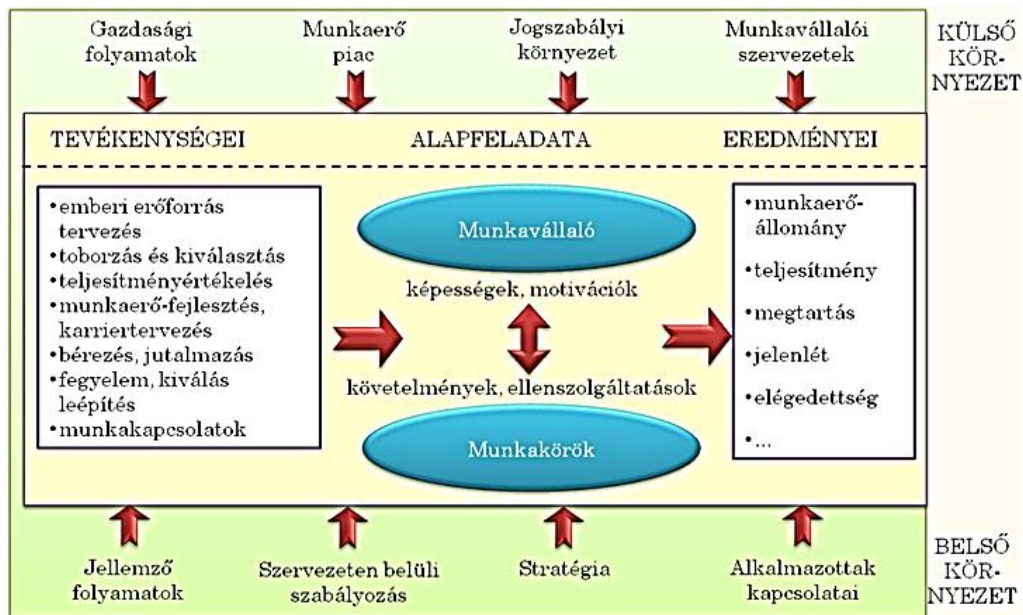 Gazdasági
folyamatok
Munkaerő
piac
Jogszabályi
környezet
Munkavállalói
szervezetek
KÜLSŐ
KÖR-
NYEZET
TEVÉKENYSÉGEI
ALAPFELADATA
EREDMÉNYEI
•emberi erőforrás
tervezés
•toborzás és kiválasztás
•teljesítményértékelés
•munkaerő-fejlesztés,
karriertervezés
•bérezés, jutalmazás
•fegyelem, kiválás
leépítés
•munkakapcsolatok
Munkavállaló
képességek, motivációk
követelmények, ellenszolgáltatások
Munkakörök
•munkaerő-
állomány
•teljesítmény
•megtartás
•jelenlét
•elégedettség
•...
Jellemző
folyamatok
Szervezeten belüli
szabályozás
Stratégia
Alkalmazottak
kapcsolatai
BELSŐ
KÖR-
NYEZET